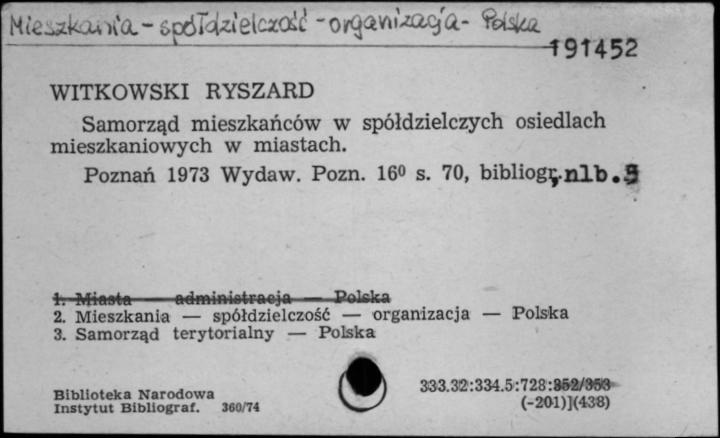 Mieszkania - spółdzielczość - organizacja - Polska
191452
WITKOWSKI RYSZARD
Samorząd mieszkańców w spółdzielczych osiedlach
mieszkaniowych w miastach.
Poznań 1973 Wydaw. Pozn. 16⁰ s. 70, bibliogr, nlb. 5
1. Miasta — administracja — Polska
2. Mieszkania — spółdzielczość — organizacja — Polska
3. Samorząd terytorialny — Polska
333.32:334.5:728:352/353
(-201)](438)
Biblioteka Narodowa
Instytut Bibliograf. 360/74